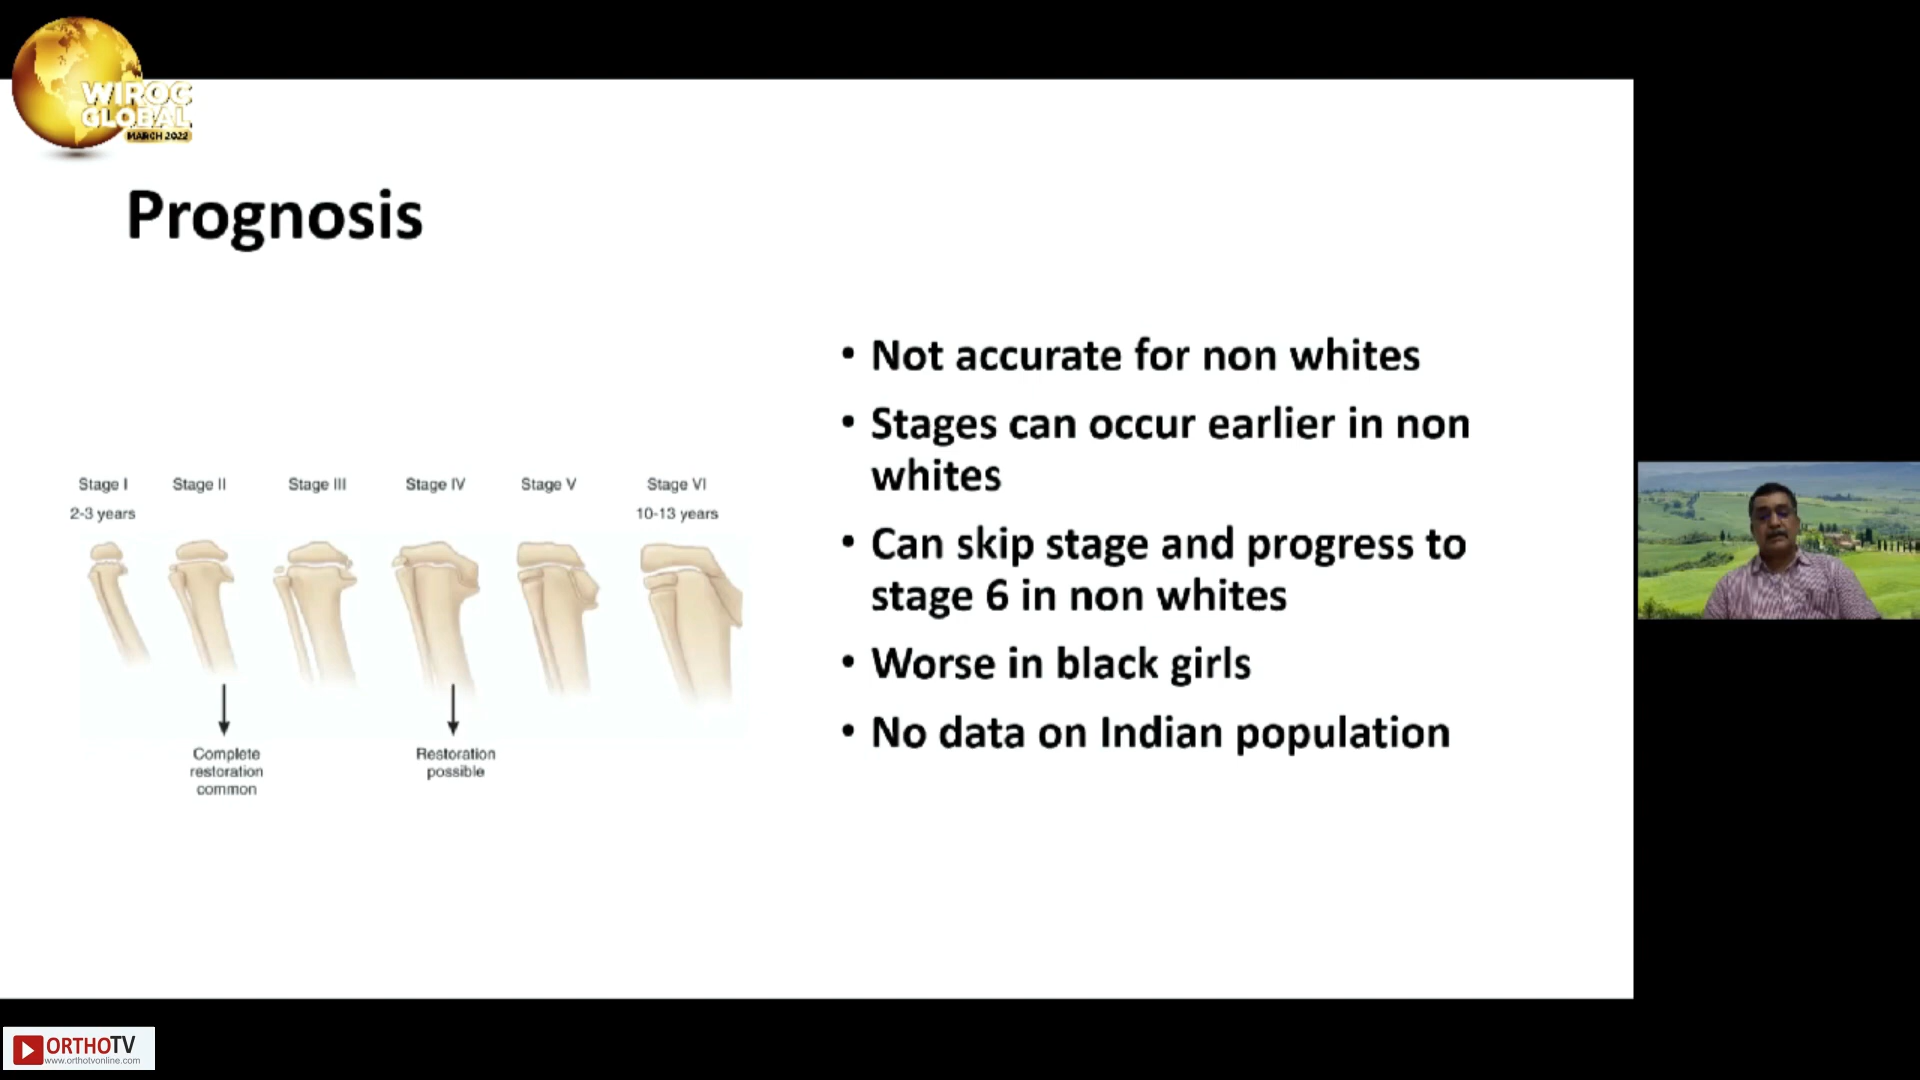 WIROC
GLOBAL
MARCH 2022
Prognosis
Stage I
Stage II
Stage III
Stage IV
Stage V
Stage VI
2-3 years
10-13 years
Complete
restoration
common
Restoration
possible
• Not accurate for non whites
• Stages can occur earlier in non
whites
• Can skip stage and progress to
stage 6 in non whites
• Worse in black girls
• No data on Indian population
ORTHOTV
www.orthotvonline.com